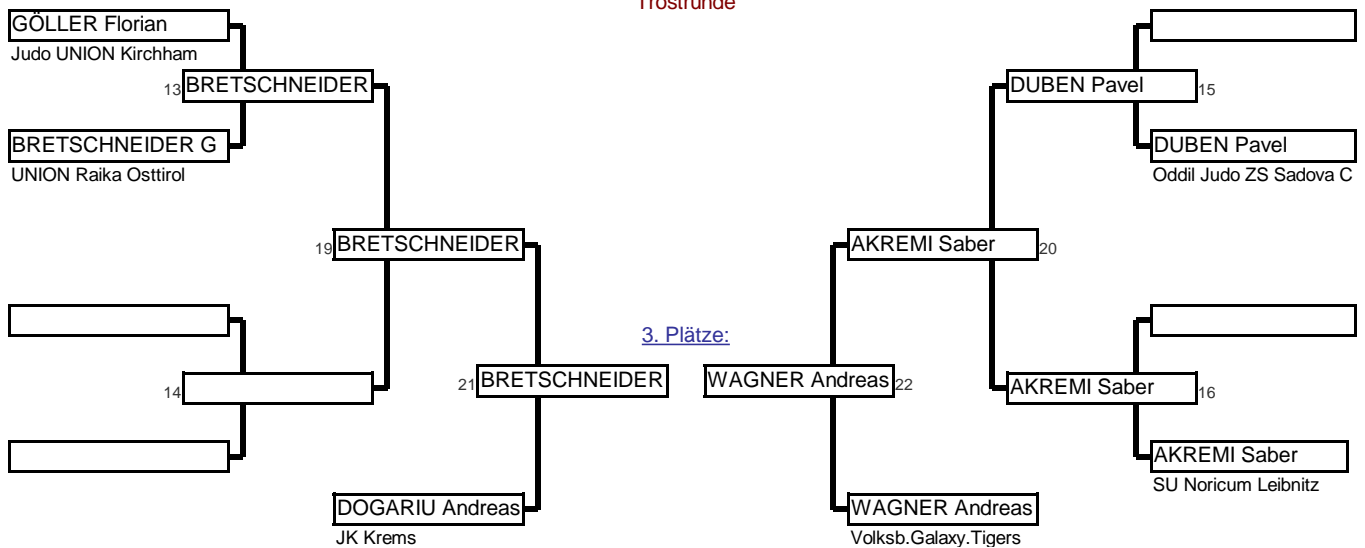 Trostrunde
GÖLLER Florian
Judo UNION Kirchham
13 BRETSCHNEIDER
DUBEN Pavel 15
BRETSCHNEIDER G
UNION Raika Osttirol
DUBEN Pavel
Oddil Judo ZS Sadova C
19 BRETSCHNEIDER
AKREMI Saber 20
3. Plätze:
14
21 BRETSCHNEIDER
WAGNER Andreas 22
AKREMI Saber 16
AKREMI Saber
SU Noricum Leibnitz
DOGARIU Andreas
JK Krems
WAGNER Andreas
Volksb.Galaxy.Tigers